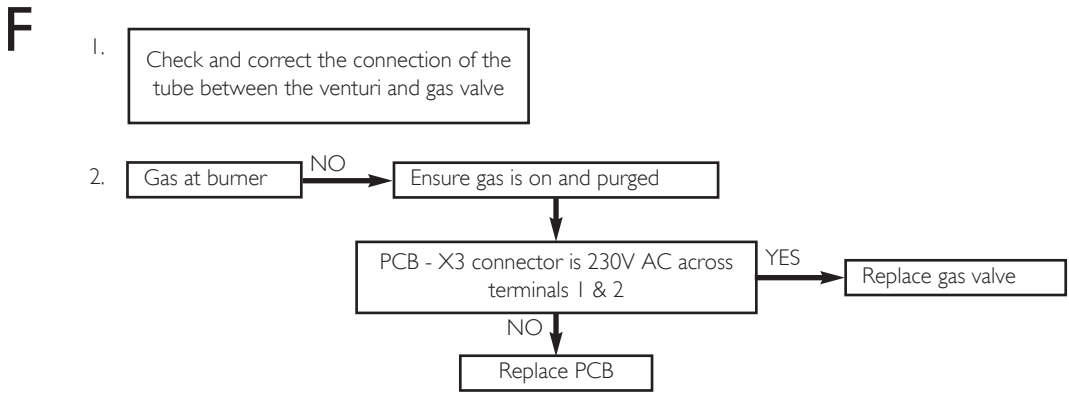 F
1.
Check and correct the connection of the
tube between the venturi and gas valve
2.
Gas at burner
NO
Ensure gas is on and purged
PCB - X3 connector is 230V AC across
terminals 1 & 2
YES
Replace gas valve
NO
Replace PCB